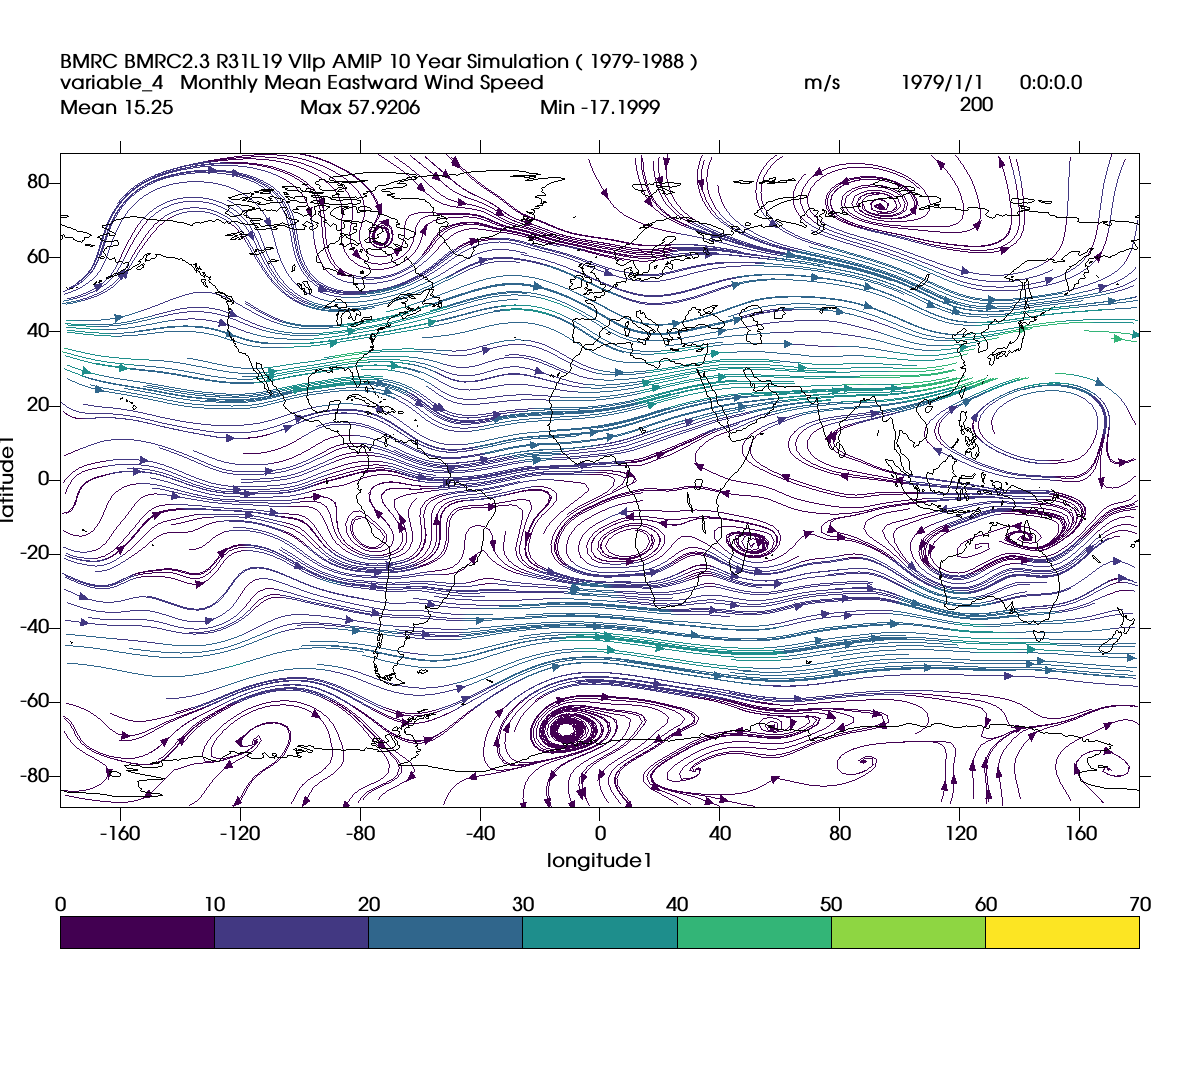 BMRC BMRC2.3 R31L19 VIIp AMIP 10 Year Simulation ( 1979-1988 )
variable_4 Monthly Mean Eastward Wind Speed m/s 1979/1/1 0:0:0.0
Mean 15.25 Max 57.9206 Min -17.1999 200
80
60
40
20
0
-20
-40
-60
-80
latitude1
-160 -120 -80 -40 0 40 80 120 160
longitude1
0 10 20 30 40 50 60 70